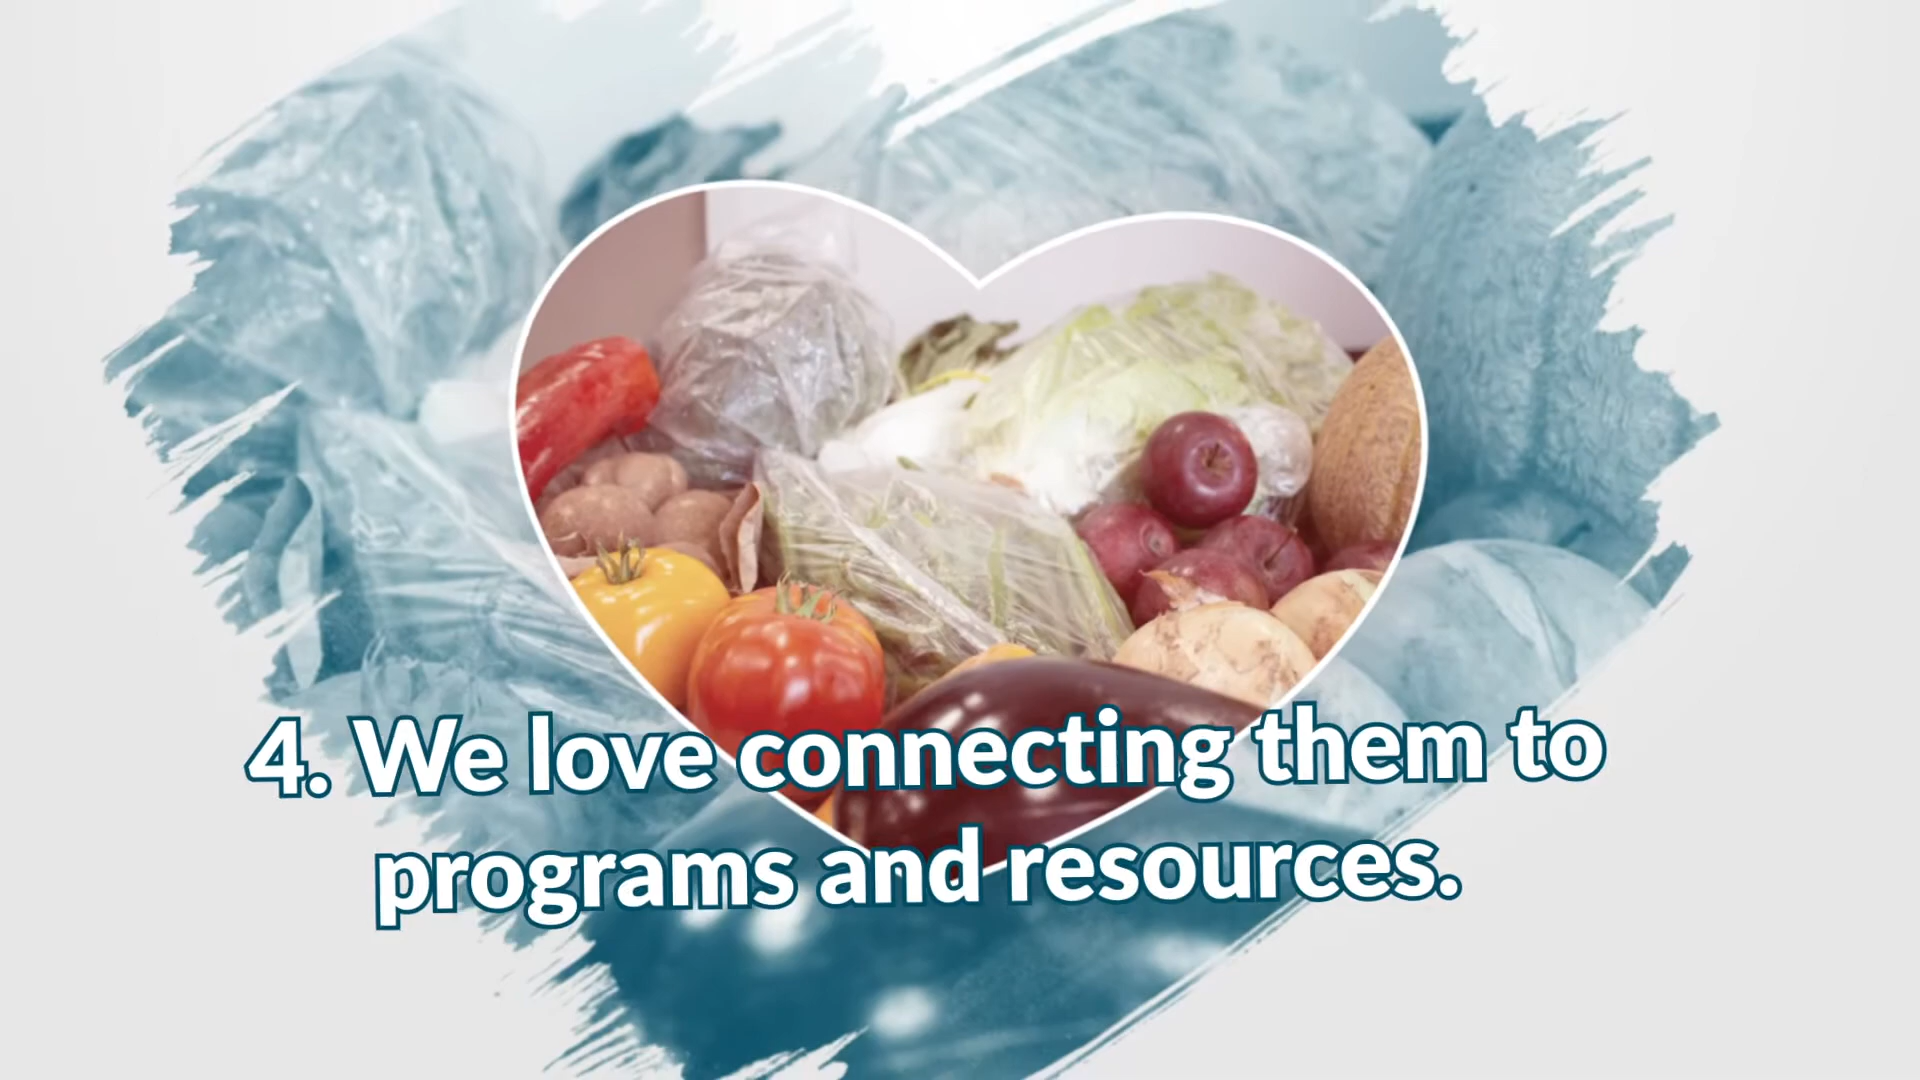 4. We love connecting them to
programs and resources.